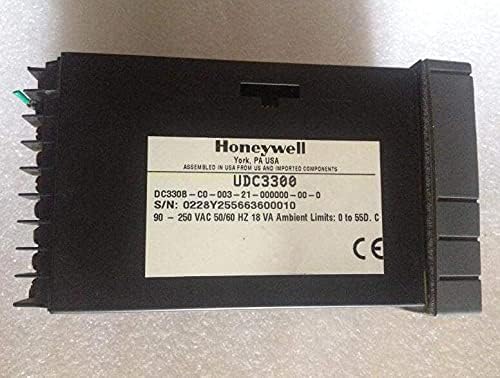 Honeywell
York, PA USA
ASSEMBLED IN USA FROM US AND IMPORTED COMPONENTS
UDC3300
DC330B-C0-003-21-000000-00-0
S/N: 0228Y255663600010
90 - 250 VAC 50/60 HZ 18 VA Ambient Limits: 0 to 55D. C
CE